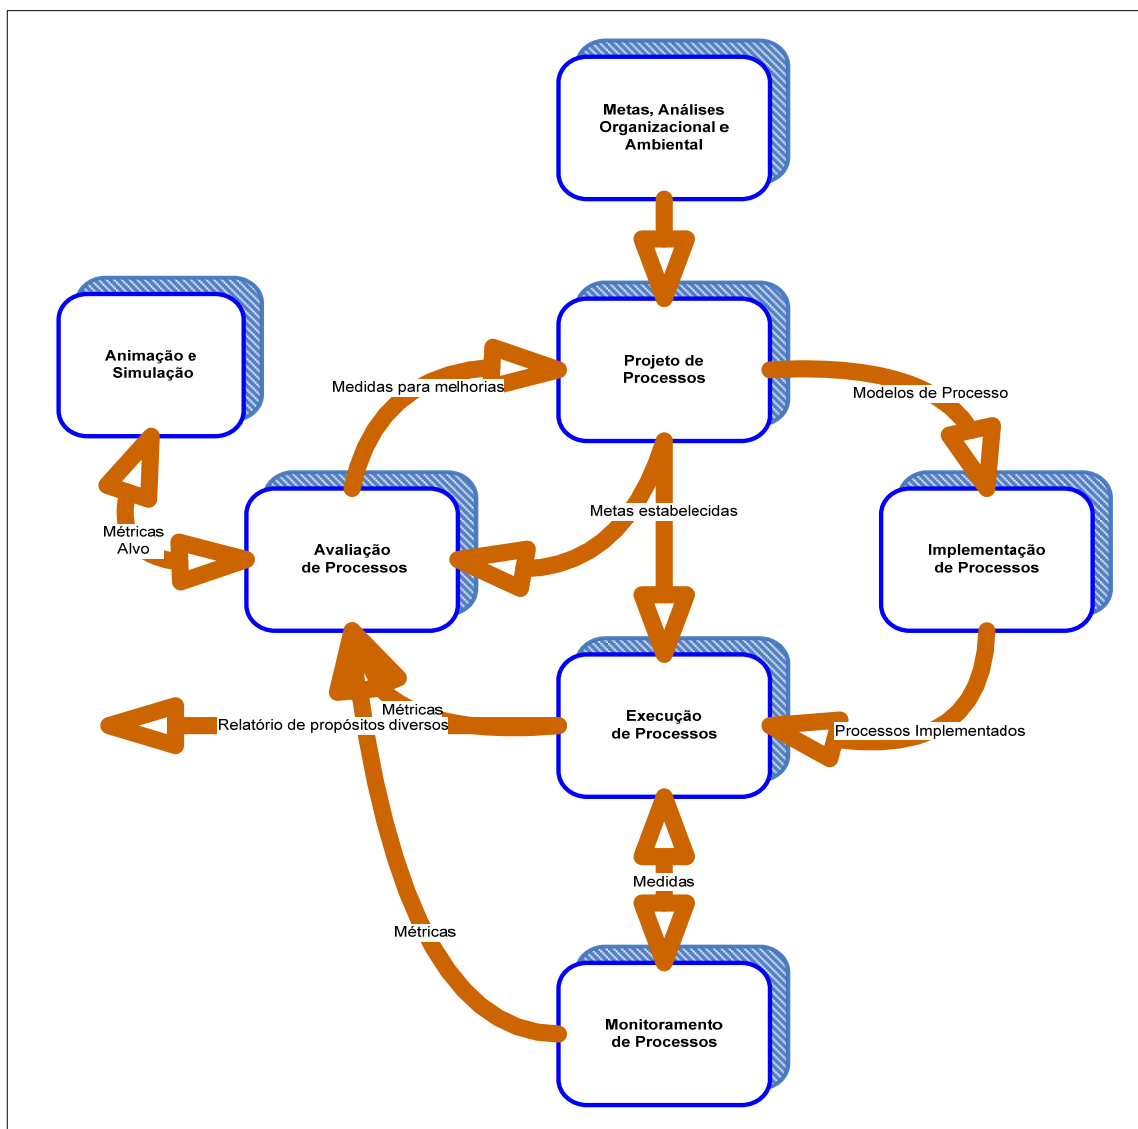 Metas, Análises
Organizacional e
Ambiental
Animação e
Simulação
Projeto de
Processos
Medidas para melhorias
Modelos de Processo
Metas estabelecidas
Métricas
Alvo
Avaliação
de Processos
Implementação
de Processos
Métricas
Relatório de propósitos diversos
Execução
de Processos
Processos Implementados
Medidas
Métricas
Monitoramento
de Processos